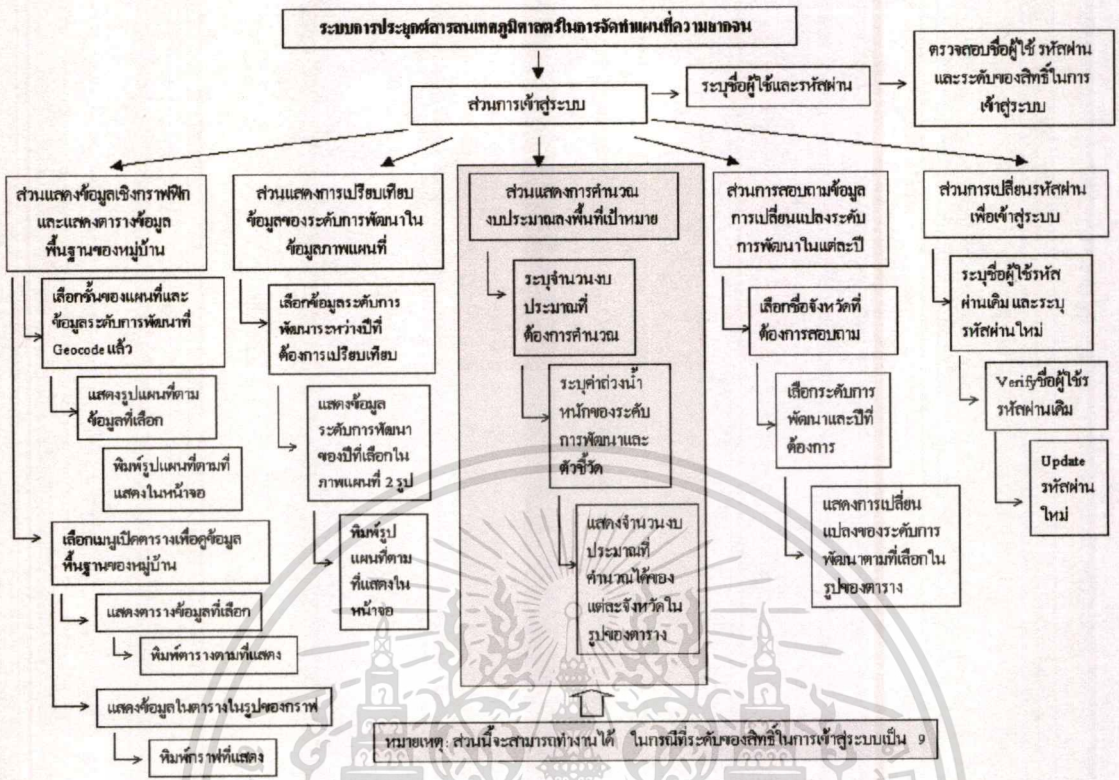 ระบบการประยุกต์สารสนเทศภูมิศาสตร์ในการจัดทำแผนที่ความยากจน
ส่วนการเข้าสู่ระบบ
ระบุชื่อผู้ใช้และรหัสผ่าน
ตรวจสอบชื่อผู้ใช้ รหัสผ่าน
และระดับของสิทธิ์ในการ
เข้าสู่ระบบ
ส่วนแสดงข้อมูลเชิงกราฟฟิก
และแสดงตารางข้อมูล
พื้นฐานของหมู่บ้าน
เลือกชั้นของแผนที่และ
ข้อมูลระดับการพัฒนาที่
Geocode แล้ว
แสดงรูปแผนที่ตาม
ข้อมูลที่เลือก
พิมพ์รูปแผนที่ตามที่
แสดงในหน้าจอ
เลือกเมนูเปิดตารางเพื่อดูข้อมูล
พื้นฐานของหมู่บ้าน
แสดงตารางข้อมูลที่เลือก
พิมพ์ตารางตามที่แสดง
แสดงข้อมูลในตารางในรูปของกราฟ
พิมพ์กราฟที่แสดง
ส่วนแสดงการเปรียบเทียบ
ข้อมูลของระดับการพัฒนาใน
ข้อมูลภาพแผนที่
เลือกข้อมูลระดับการ
พัฒนาระหว่างปีที่
ต้องการเปรียบเทียบ
แสดงข้อมูล
ระดับการพัฒนา
ของปีที่เลือกใน
ภาพแผนที่ 2 รูป
พิมพ์รูป
แผนที่ตาม
ที่แสดงใน
หน้าจอ
ส่วนแสดงการคำนวณ
งบประมาณลงพื้นที่เป้าหมาย
ระบุจำนวนงบ
ประมาณที่
ต้องการคำนวณ
ระบุค่าถ่วงน้ำ
หนักของระดับ
การพัฒนาและ
ตัวชี้วัด
แสดงจำนวนงบ
ประมาณที่
คำนวณได้ของ
แต่ละจังหวัดใน
รูปของตาราง
ส่วนการสอบถามข้อมูล
การเปลี่ยนแปลงระดับ
การพัฒนาในแต่ละปี
เลือกชื่อจังหวัดที่
ต้องการสอบถาม
เลือกระดับการ
พัฒนาและปีที่
ต้องการ
แสดงการเปลี่ยน
แปลงของระดับการ
พัฒนาตามที่เลือกใน
รูปของตาราง
ส่วนการเปลี่ยนรหัสผ่าน
เพื่อเข้าสู่ระบบ
ระบุชื่อผู้ใช้รหัส
ผ่านเดิม และระบุ
รหัสผ่านใหม่
Verifyชื่อผู้ใช้ร
หัสผ่านเดิม
Update
รหัสผ่าน
ใหม่
หมายเหตุ: ส่วนนี้จะสามารถทำงานได้ ในกรณีที่ระดับของสิทธิ์ในการเข้าสู่ระบบเป็น 9